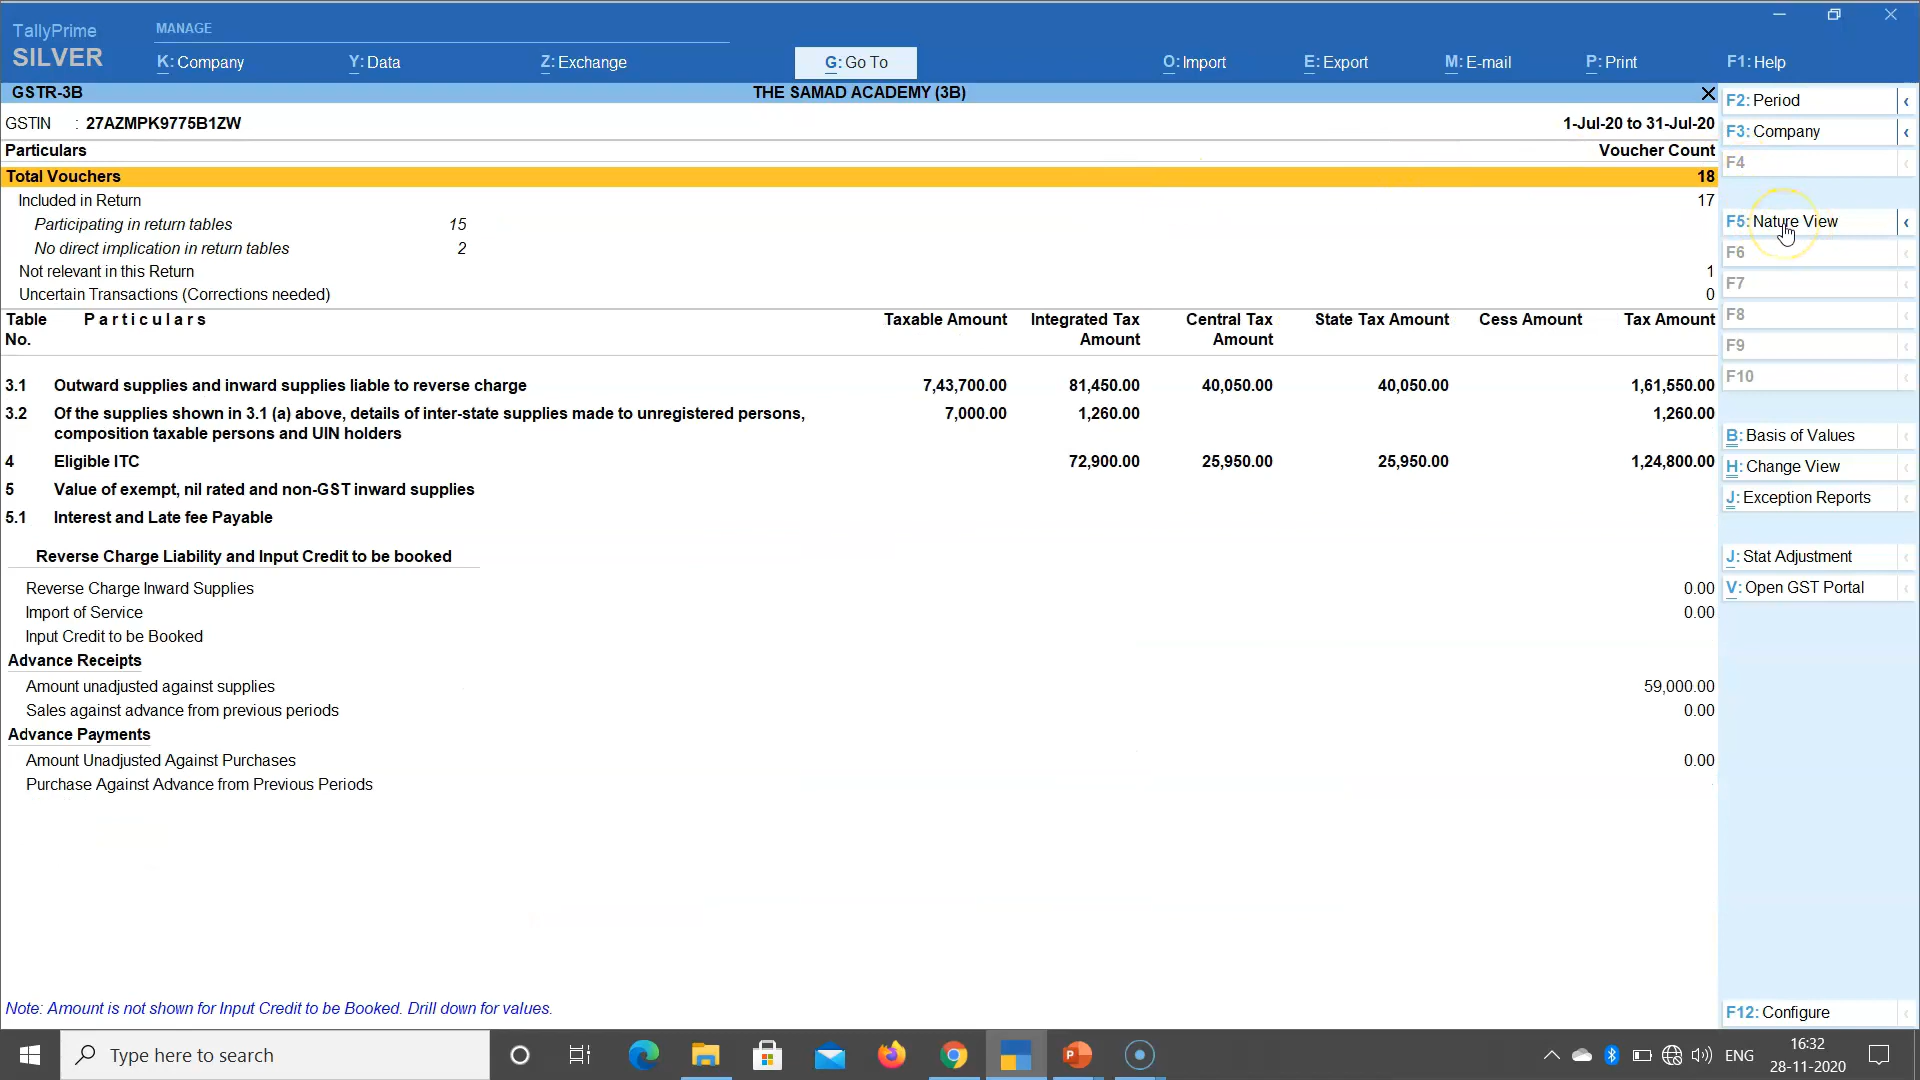 TallyPrime
SILVER
MANAGE
K: Company Y: Data Z: Exchange G: Go To O: Import E: Export M: E-mail P: Print F1: Help
GSTR-3B THE SAMAD ACADEMY (3B)
GSTIN : 27AZMPK9775B1ZW 1-Jul-20 to 31-Jul-20
Particulars Voucher Count
Total Vouchers 18
Included in Return 17
Participating in return tables 15
No direct implication in return tables 2
Not relevant in this Return 1
Uncertain Transactions (Corrections needed) 0
Table Particulars Taxable Amount Integrated Tax Central Tax State Tax Amount Cess Amount Tax Amount
No. Amount Amount
3.1 Outward supplies and inward supplies liable to reverse charge 7,43,700.00 81,450.00 40,050.00 40,050.00 1,61,550.00
3.2 Of the supplies shown in 3.1 (a) above, details of inter-state supplies made to unregistered persons, 7,000.00 1,260.00 1,260.00
composition taxable persons and UIN holders
4 Eligible ITC 72,900.00 25,950.00 25,950.00 1,24,800.00
5 Value of exempt, nil rated and non-GST inward supplies
5.1 Interest and Late fee Payable
Reverse Charge Liability and Input Credit to be booked
Reverse Charge Inward Supplies 0.00
Import of Service 0.00
Input Credit to be Booked
Advance Receipts
Amount unadjusted against supplies 59,000.00
Sales against advance from previous periods 0.00
Advance Payments
Amount Unadjusted Against Purchases 0.00
Purchase Against Advance from Previous Periods
Note: Amount is not shown for Input Credit to be Booked. Drill down for values.
F2: Period
F3: Company
F4
F5: Nature View
F6
F7
F8
F9
F10
B: Basis of Values
H: Change View
J: Exception Reports
J: Stat Adjustment
V: Open GST Portal
F12: Configure
Type here to search
ENG
16:32
28-11-2020